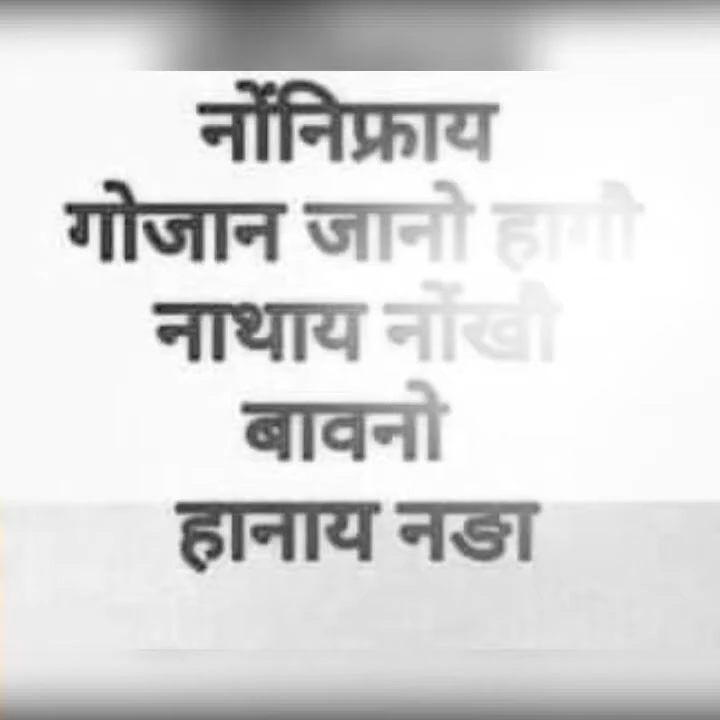 नोंनिफ्राय
गोजान जानो हागौ
नाथाय नोंखौ
बावनो
हानाय नङा